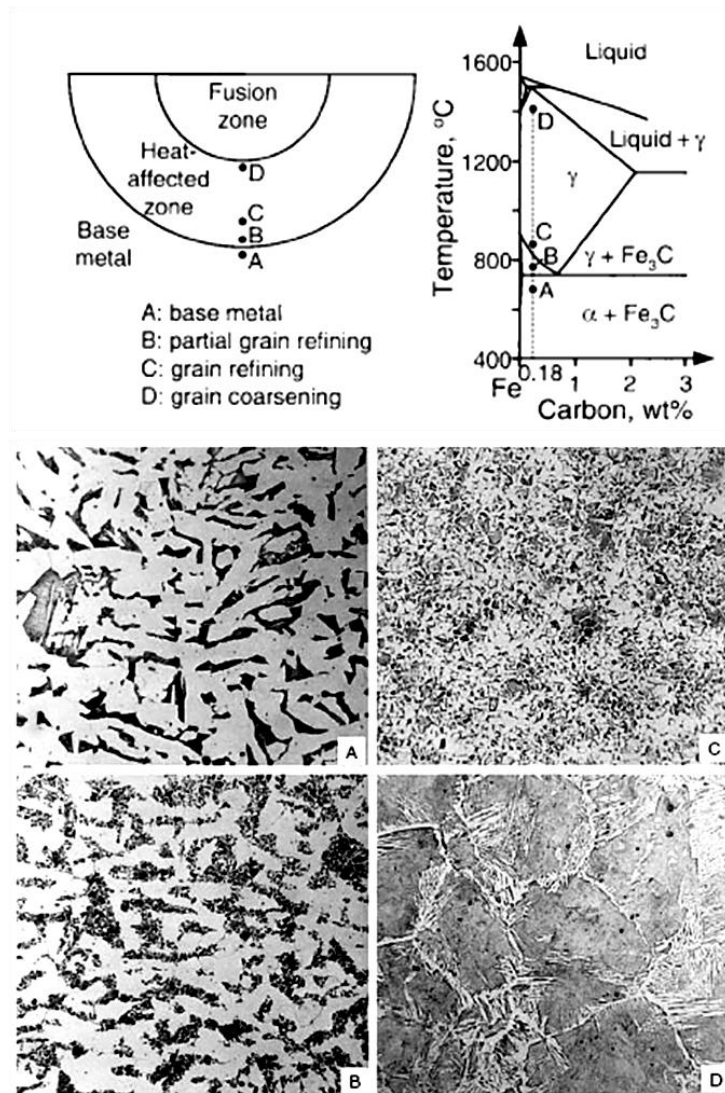 Fusion
zone
Heat-
affected
zone
Base
metal
D
C
B
A
A: base metal
B: partial grain refining
C: grain refining
D: grain coarsening
Temperature, °C
1600
1200
800
400
Liquid
Liquid + γ
γ
γ + Fe₃C
α + Fe₃C
D
C
B
A
Fe
0.18
1
2
3
Carbon, wt%
A
C
B
D